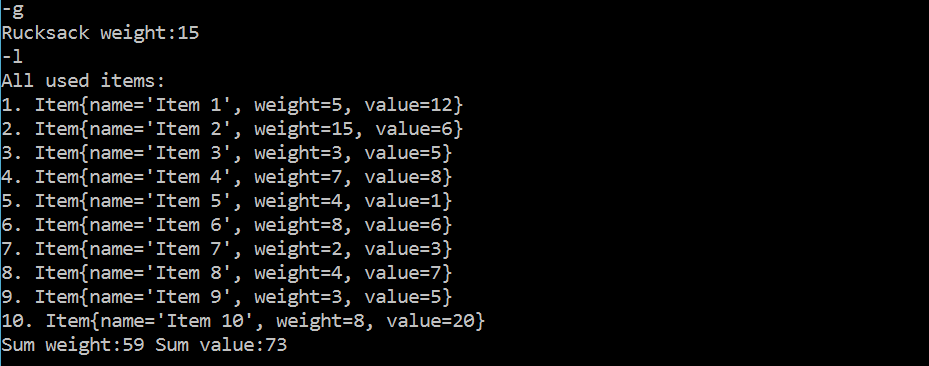 -g
Rucksack weight:15
-l
All used items:
1. Item{name='Item 1', weight=5, value=12}
2. Item{name='Item 2', weight=15, value=6}
3. Item{name='Item 3', weight=3, value=5}
4. Item{name='Item 4', weight=7, value=8}
5. Item{name='Item 5', weight=4, value=1}
6. Item{name='Item 6', weight=8, value=6}
7. Item{name='Item 7', weight=2, value=3}
8. Item{name='Item 8', weight=4, value=7}
9. Item{name='Item 9', weight=3, value=5}
10. Item{name='Item 10', weight=8, value=20}
Sum weight:59 Sum value:73